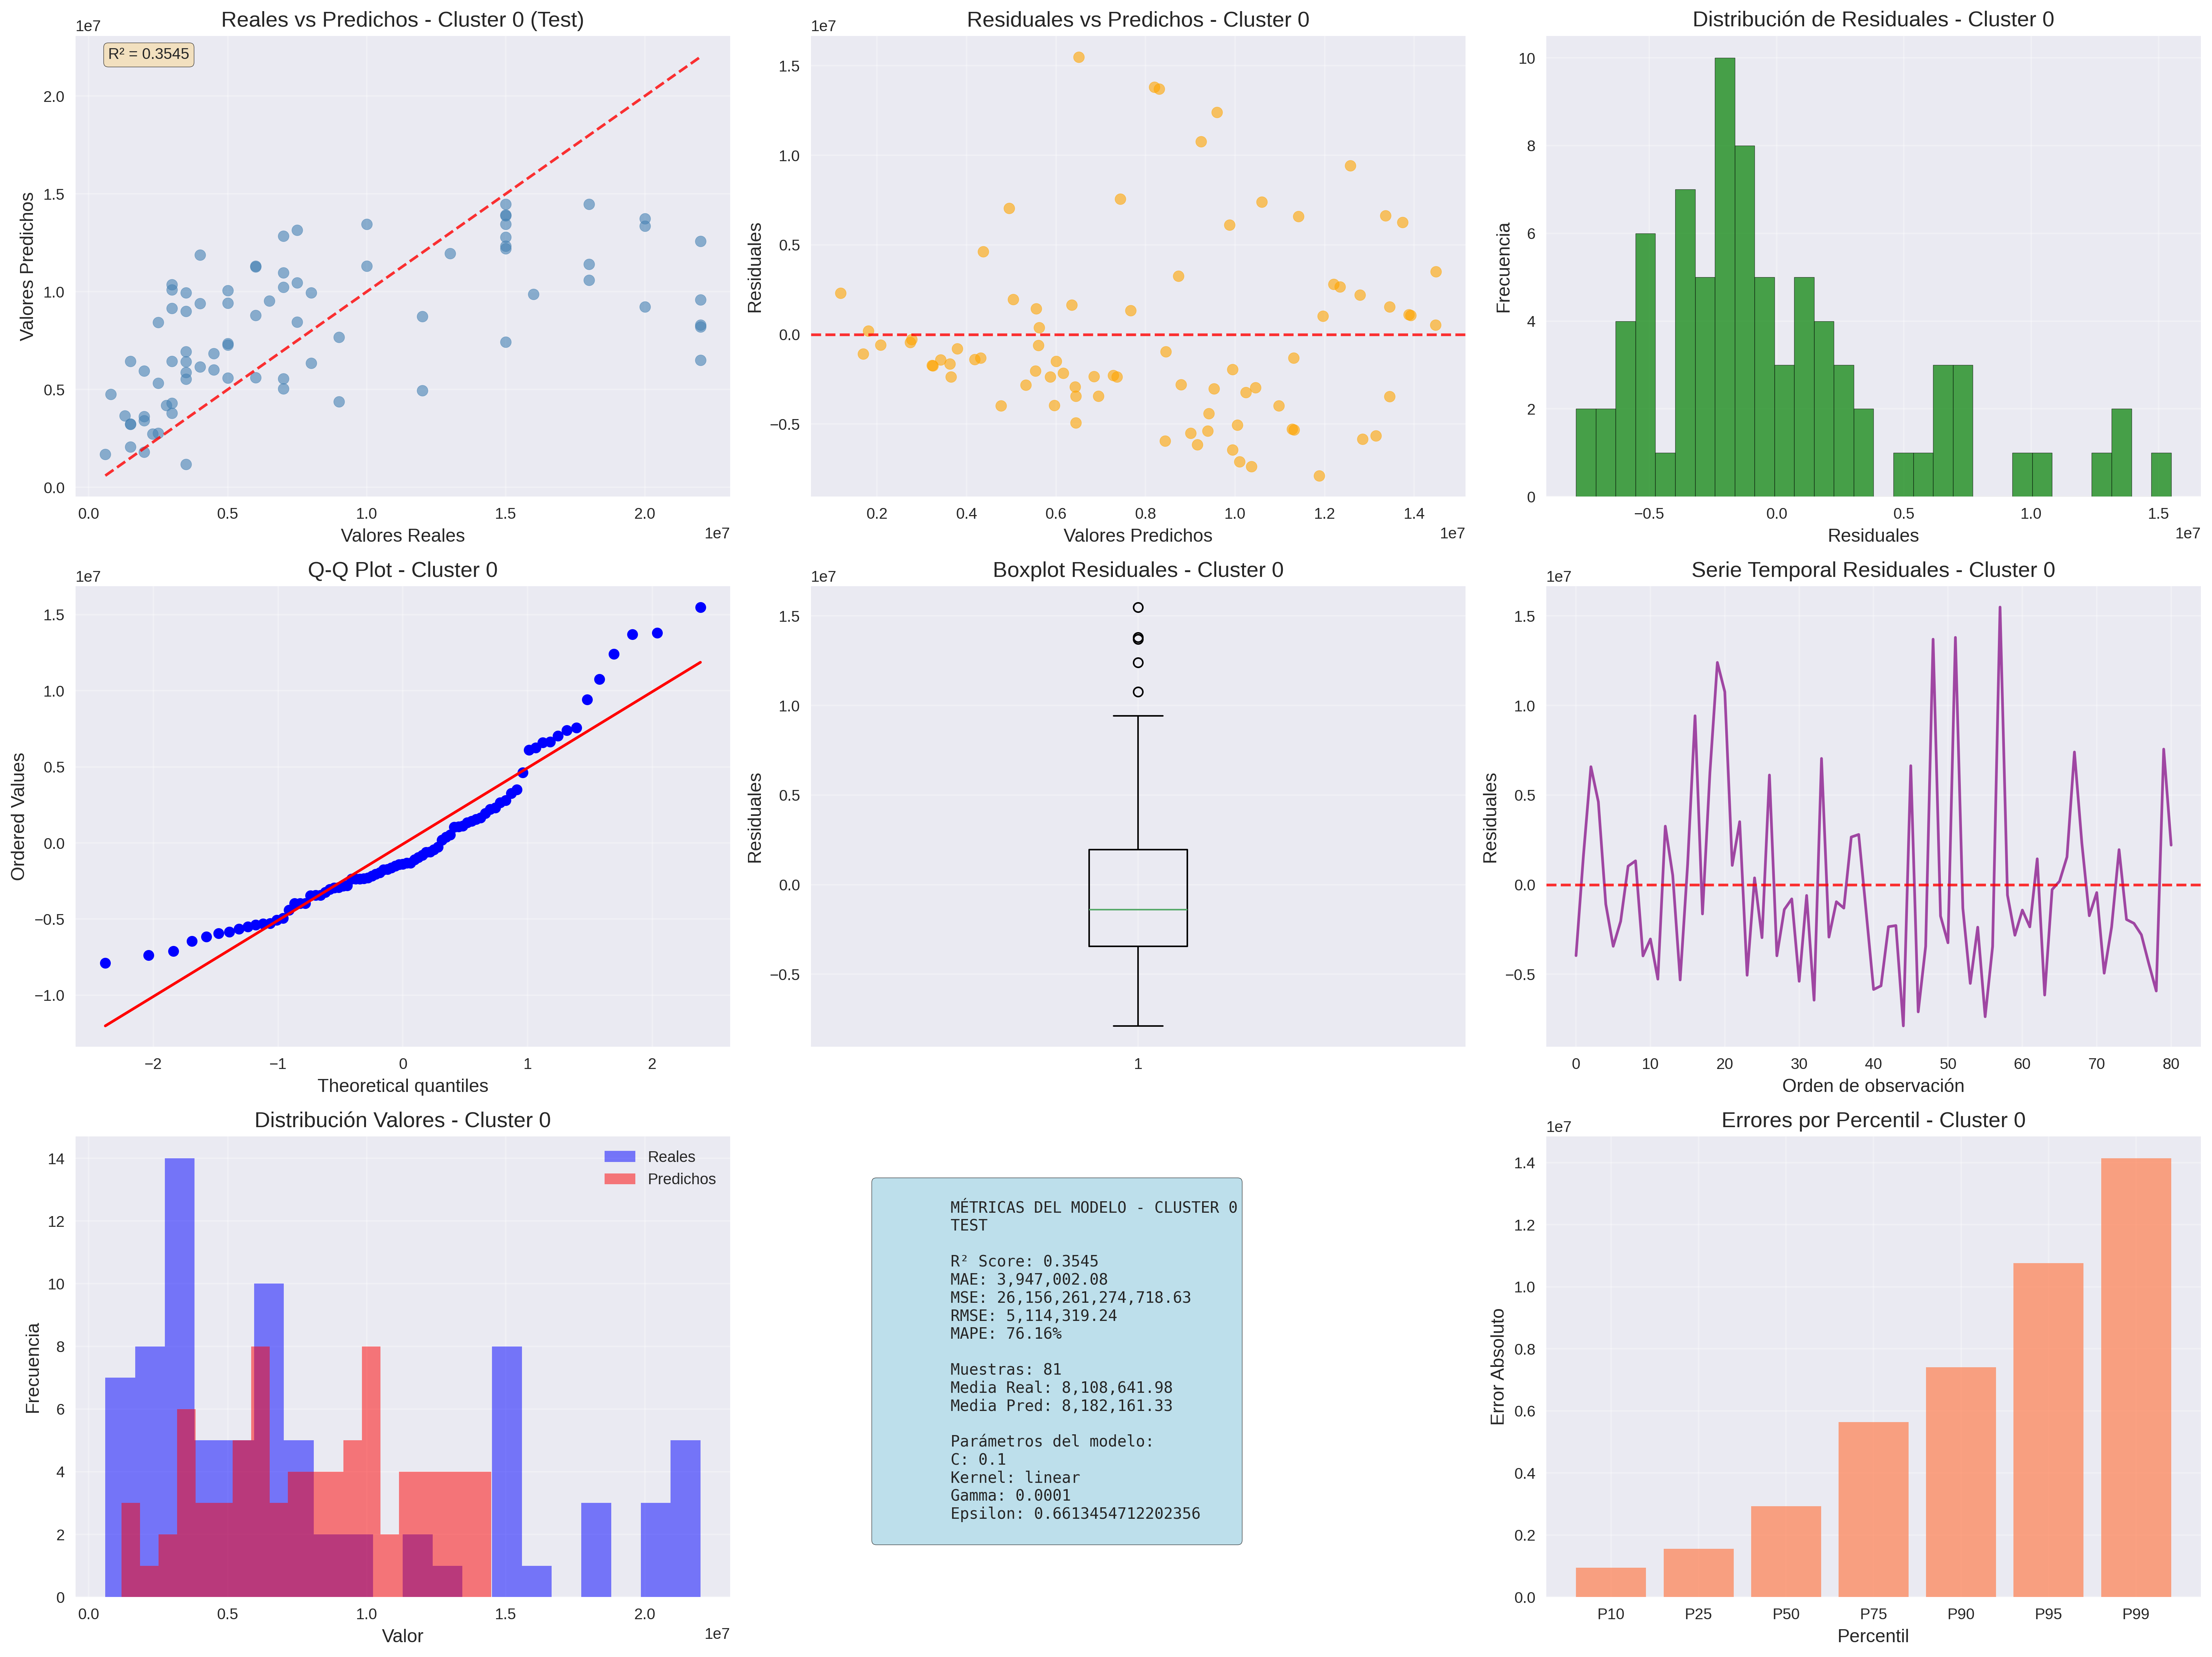 Reales vs Predichos - Cluster 0 (Test)
1e7
R² = 0.3545
2.0
1.5
1.0
0.5
0.0
Valores Predichos
0.0 0.5 1.0 1.5 2.0
1e7
Valores Reales
Residuales vs Predichos - Cluster 0
1e7
1.5
1.0
0.5
0.0
−0.5
Residuales
0.2 0.4 0.6 0.8 1.0 1.2 1.4
1e7
Valores Predichos
Distribución de Residuales - Cluster 0
10
8
6
4
2
0
Frecuencia
−0.5 0.0 0.5 1.0 1.5
1e7
Residuales
Q-Q Plot - Cluster 0
1e7
1.5
1.0
0.5
0.0
−0.5
−1.0
Ordered Values
−2 −1 0 1 2
Theoretical quantiles
Boxplot Residuales - Cluster 0
1e7
1.5
1.0
0.5
0.0
−0.5
Residuales
1
Serie Temporal Residuales - Cluster 0
1e7
1.5
1.0
0.5
0.0
−0.5
Residuales
0 10 20 30 40 50 60 70 80
Orden de observación
Distribución Valores - Cluster 0
Reales
Predichos
14
12
10
8
6
4
2
0
Frecuencia
0.0 0.5 1.0 1.5 2.0
1e7
Valor
MÉTRICAS DEL MODELO - CLUSTER 0
TEST
R² Score: 0.3545
MAE: 3,947,002.08
MSE: 26,156,261,274,718.63
RMSE: 5,114,319.24
MAPE: 76.16%
Muestras: 81
Media Real: 8,108,641.98
Media Pred: 8,182,161.33
Parámetros del modelo:
C: 0.1
Kernel: linear
Gamma: 0.0001
Epsilon: 0.6613454712202356
Errores por Percentil - Cluster 0
1e7
1.4
1.2
1.0
0.8
0.6
0.4
0.2
0.0
Error Absoluto
P10 P25 P50 P75 P90 P95 P99
Percentil